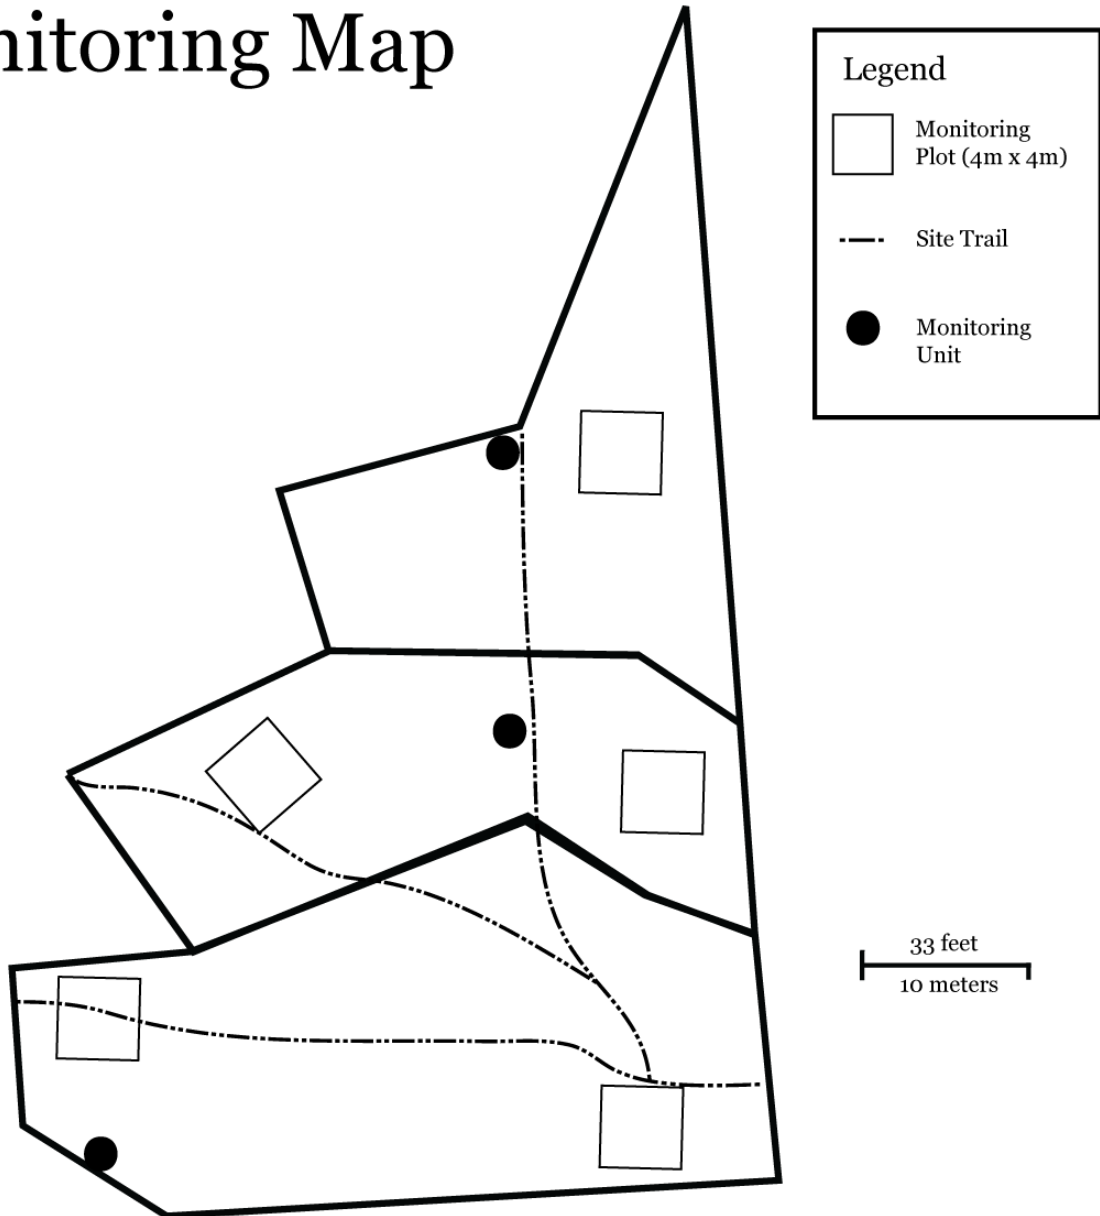 nitoring Map
Legend
Monitoring
Plot (4m x 4m)
Site Trail
Monitoring
Unit
33 feet
10 meters